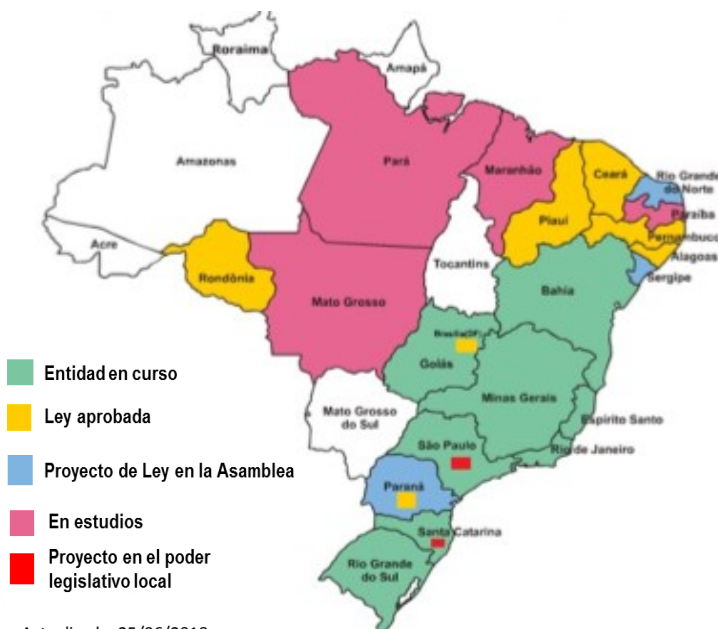 Roraima
Amapá
Amazonas
Pará
Maranhão
Ceará
Rio Grande
do Norte
Paraíba
Piauí
Pernambuco
Alagoas
Sergipe
Acre
Rondônia
Tocantins
Bahia
Mato Grosso
Brasília(DF)
Goiás
Minas Gerais
Mato Grosso
do Sul
Espirito Santo
São Paulo
Rio de Janeiro
Paraná
Santa Catarina
Rio Grande
do Sul
Entidad en curso
Ley aprobada
Proyecto de Ley en la Asamblea
En estudios
Proyecto en el poder
legislativo local